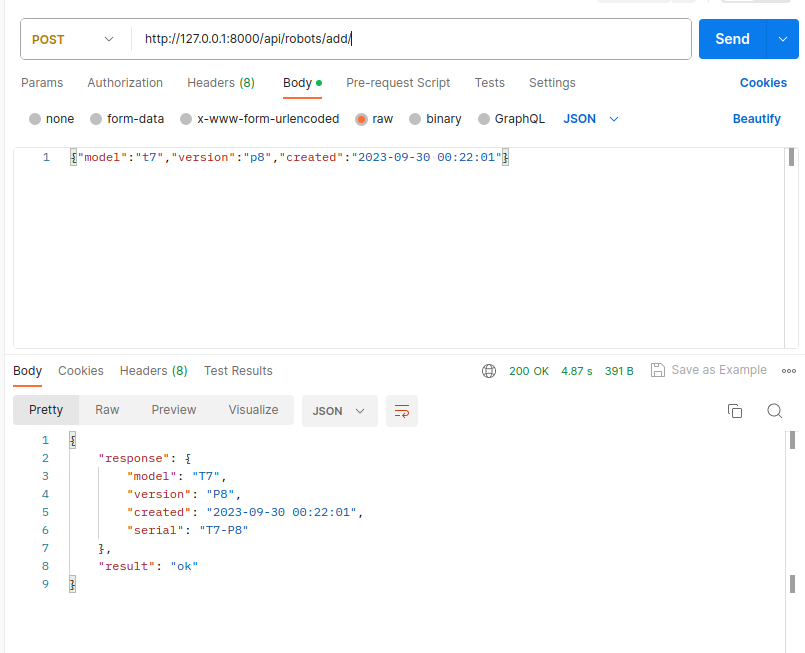 POST http://127.0.0.1:8000/api/robots/add/ Send
Params Authorization Headers (8) Body Pre-request Script Tests Settings Cookies
none form-data x-www-form-urlencoded raw binary GraphQL JSON Beautify
1 {"model":"t7","version":"p8","created":"2023-09-30 00:22:01"}
Body Cookies Headers (8) Test Results 200 OK 4.87 s 391 B Save as Example
Pretty Raw Preview Visualize JSON
1 {
2 "response": {
3 "model": "T7",
4 "version": "P8",
5 "created": "2023-09-30 00:22:01",
6 "serial": "T7-P8"
7 },
8 "result": "ok"
9 }